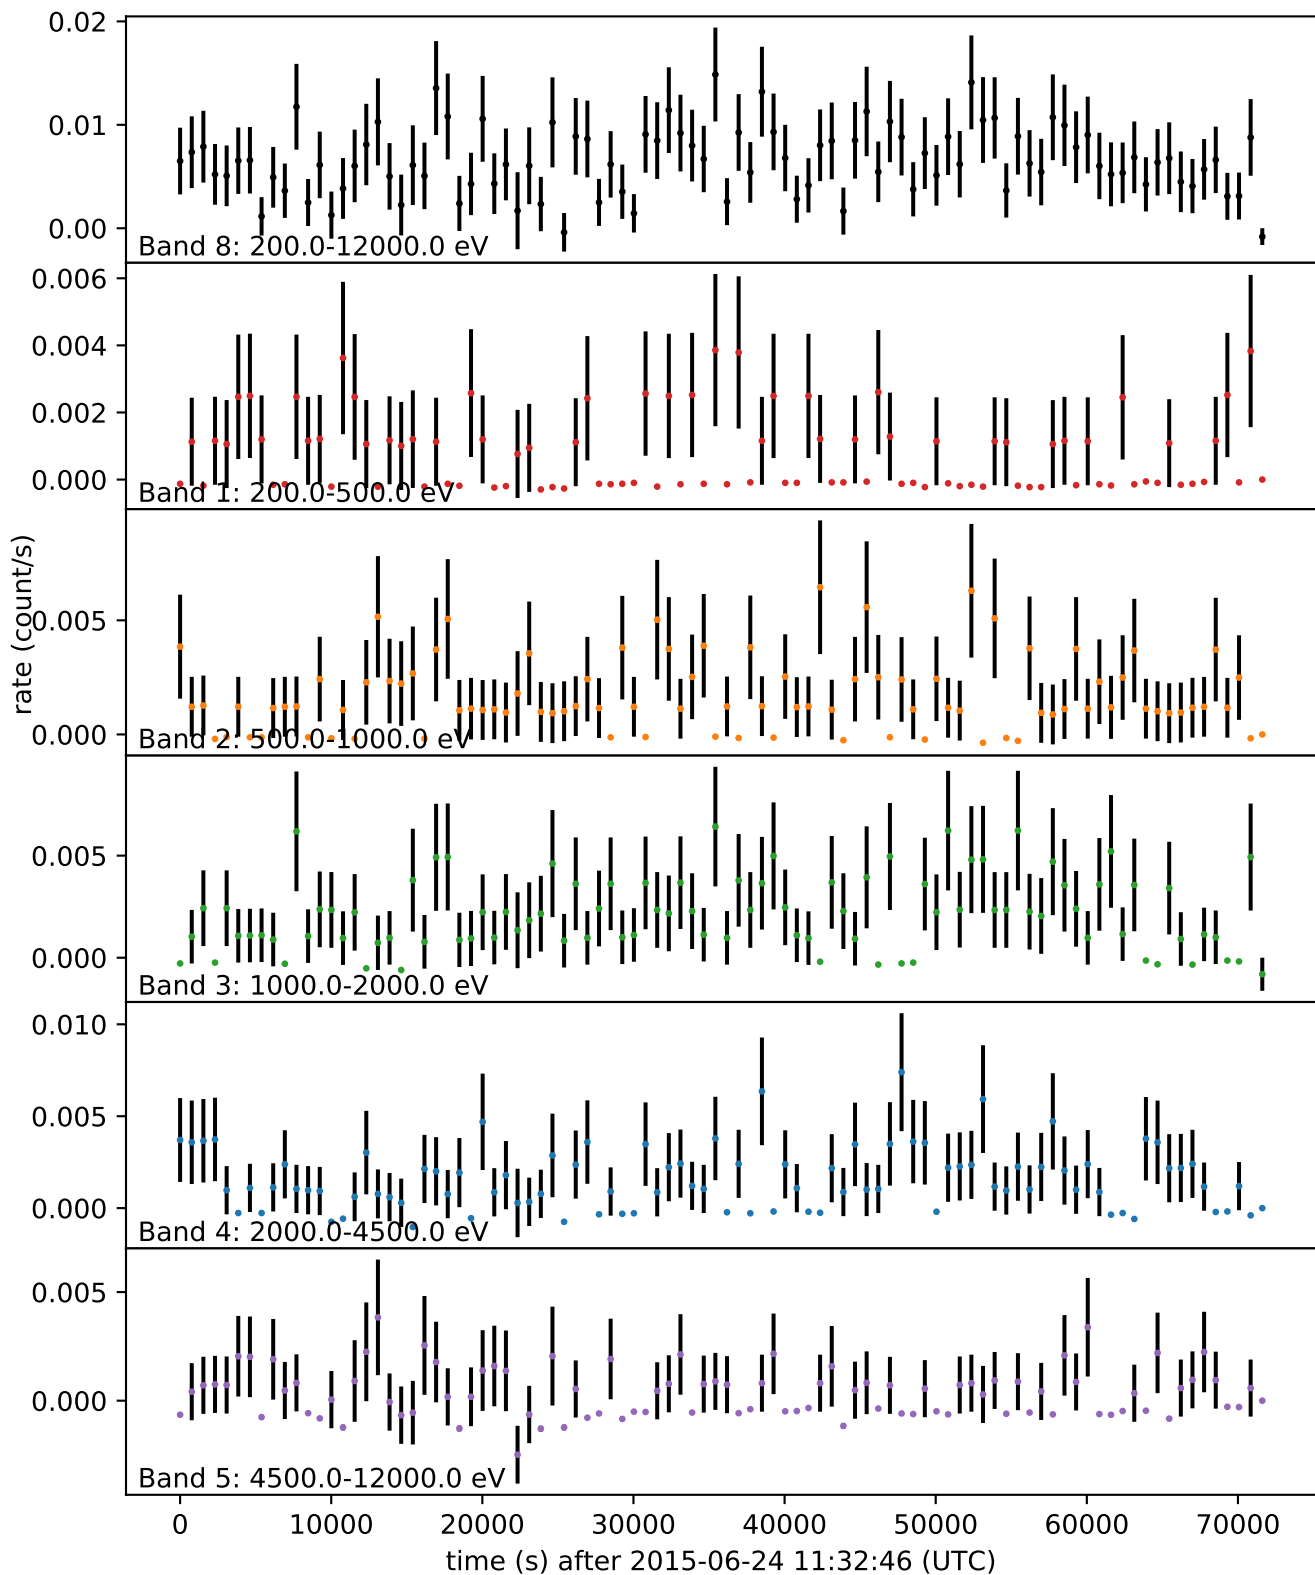 0.02
0.01
0.00
Band 8: 200.0-12000.0 eV
0.006
0.004
0.002
0.000
Band 1: 200.0-500.0 eV
rate (count/s)
0.005
0.000
Band 2: 500.0-1000.0 eV
0.005
0.000
Band 3: 1000.0-2000.0 eV
0.010
0.005
0.000
Band 4: 2000.0-4500.0 eV
0.005
0.000
Band 5: 4500.0-12000.0 eV
0 10000 20000 30000 40000 50000 60000 70000
time (s) after 2015-06-24 11:32:46 (UTC)